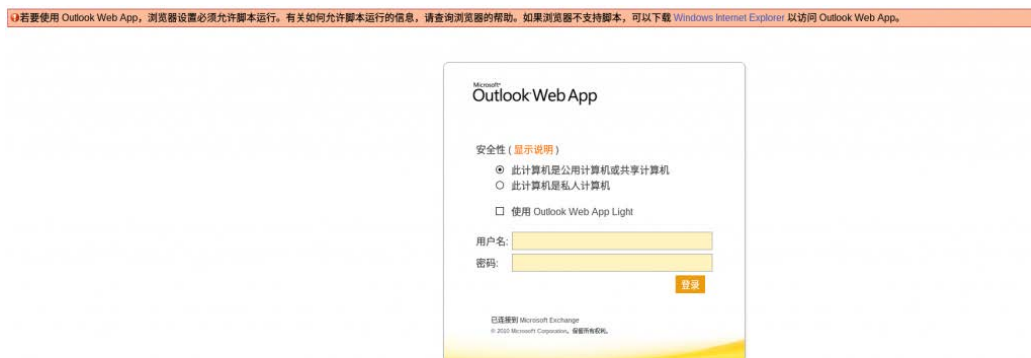 若要使用 Outlook Web App，浏览器设置必须允许脚本运行。有关如何允许脚本运行的信息，请查询浏览器的帮助。如果浏览器不支持脚本，可以下载 Windows Internet Explorer 以访问 Outlook Web App。
Microsoft®
Outlook Web App
安全性 ( 显示说明 )
此计算机是公用计算机或共享计算机
此计算机是私人计算机
使用 Outlook Web App Light
用户名:
密码:
登录
已连接到 Microsoft Exchange
© 2010 Microsoft Corporation。保留所有权利。